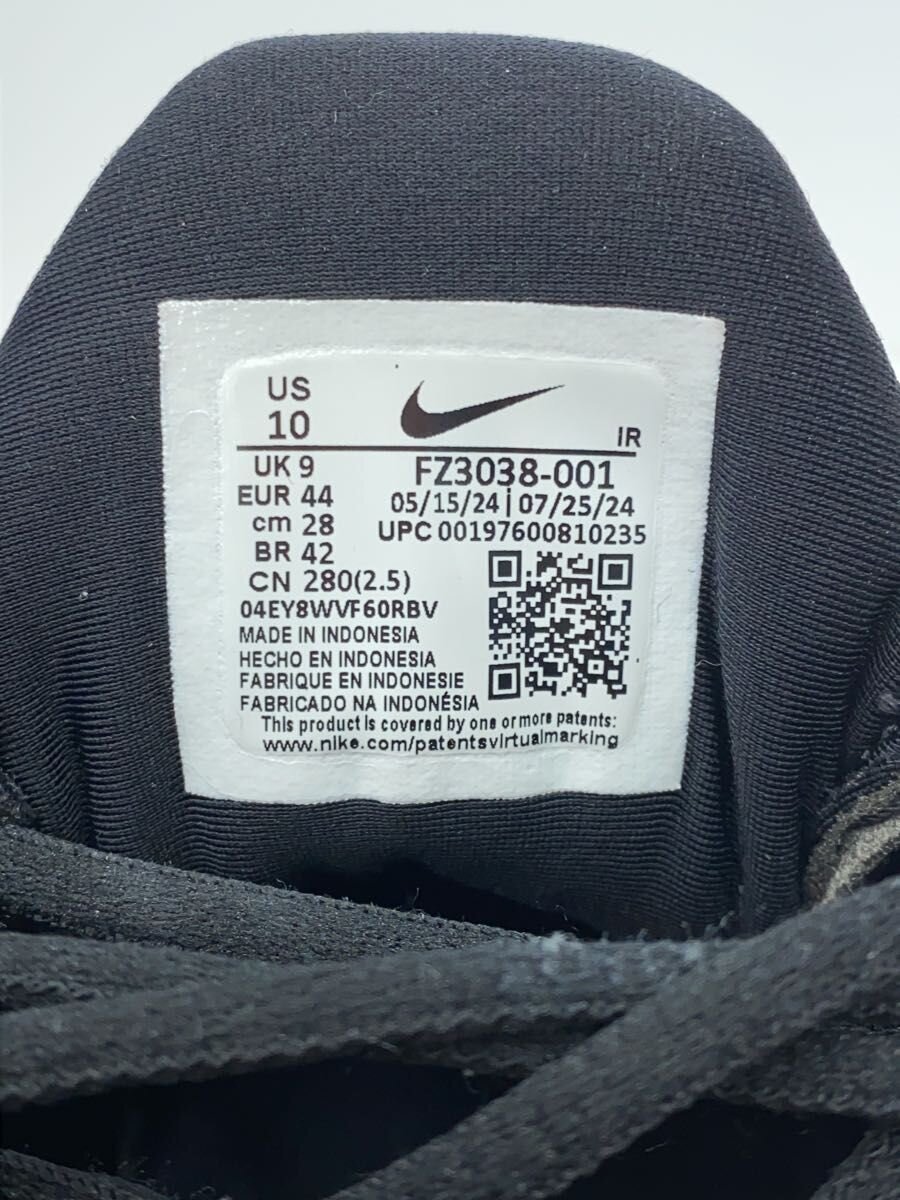 US
10
IR
UK 9
EUR 44
cm 28
BR 42
CN 280(2.5)
FZ3038-001
05/15/24 | 07/25/24
UPC 00197600810235
04EY8WVF60RBV
MADE IN INDONESIA
HECHO EN INDONESIA
FABRIQUE EN INDONESIE
FABRICADO NA INDONÉSIA
This product is covered by one or more patents:
www.nike.com/patentsvirtualmarking